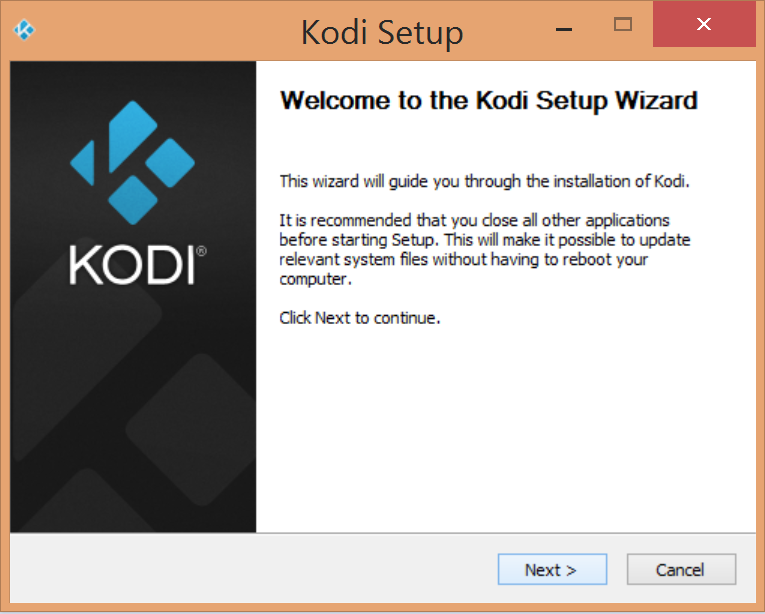 Kodi Setup
KODI®
Welcome to the Kodi Setup Wizard
This wizard will guide you through the installation of Kodi.
It is recommended that you close all other applications
before starting Setup. This will make it possible to update
relevant system files without having to reboot your
computer.
Click Next to continue.
Next >
Cancel